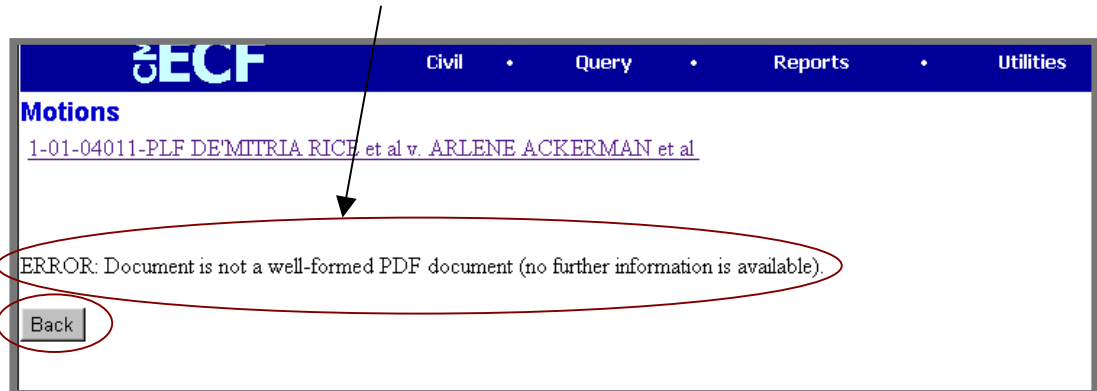 CM ECF Civil • Query • Reports • Utilities
Motions
1-01-04011-PLF DE'MITRIA RICE et al v. ARLENE ACKERMAN et al
ERROR: Document is not a well-formed PDF document (no further information is available).
Back